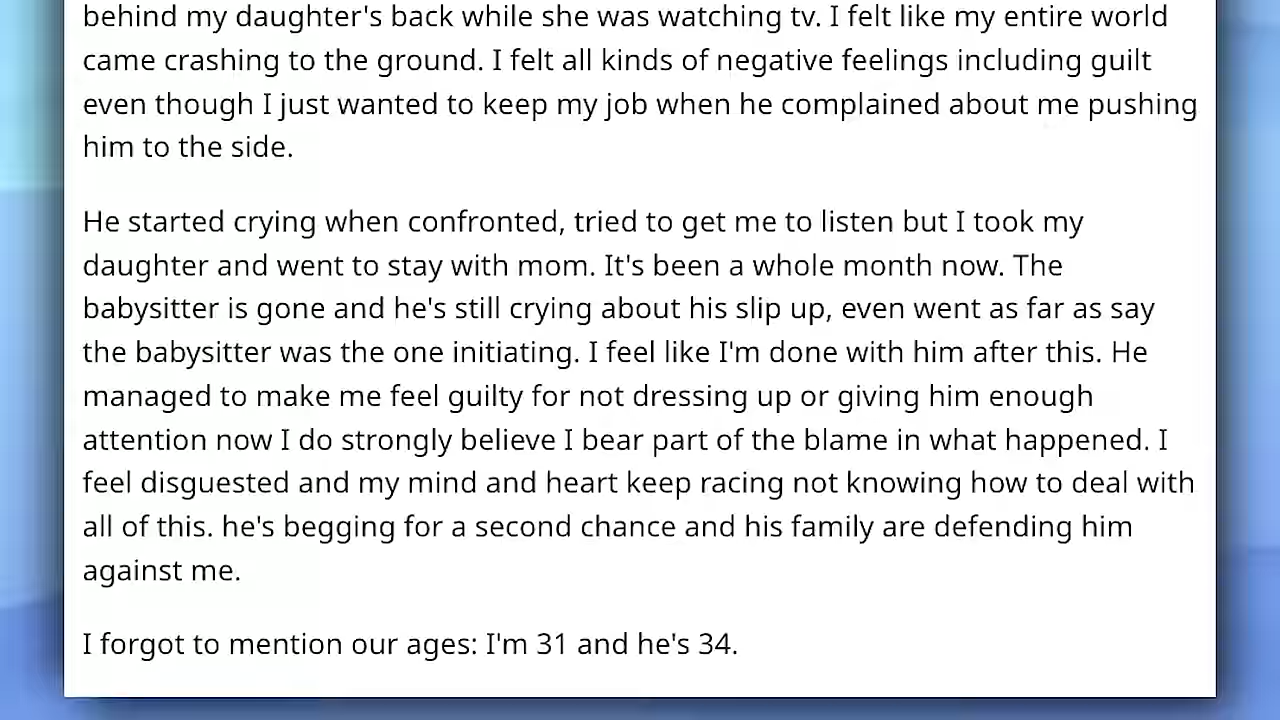 behind my daughter's back while she was watching tv. I felt like my entire world
came crashing to the ground. I felt all kinds of negative feelings including guilt
even though I just wanted to keep my job when he complained about me pushing
him to the side.
He started crying when confronted, tried to get me to listen but I took my
daughter and went to stay with mom. It's been a whole month now. The
babysitter is gone and he's still crying about his slip up, even went as far as say
the babysitter was the one initiating. I feel like I'm done with him after this. He
managed to make me feel guilty for not dressing up or giving him enough
attention now I do strongly believe I bear part of the blame in what happened. I
feel disguested and my mind and heart keep racing not knowing how to deal with
all of this. he's begging for a second chance and his family are defending him
against me.
I forgot to mention our ages: I'm 31 and he's 34.